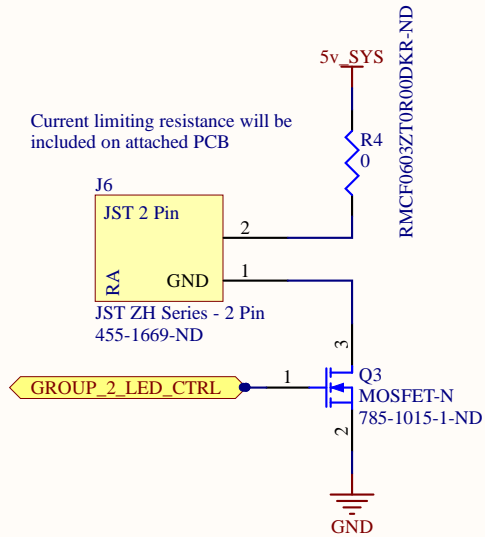 5v_SYS
RMCF0603ZT0R00DKR-ND
Current limiting resistance will be
included on attached PCB
R4
0
J6
JST 2 Pin
2
1
GND
RA
JST ZH Series - 2 Pin
455-1669-ND
3
GROUP_2_LED_CTRL
1
Q3
MOSFET-N
785-1015-1-ND
2
GND